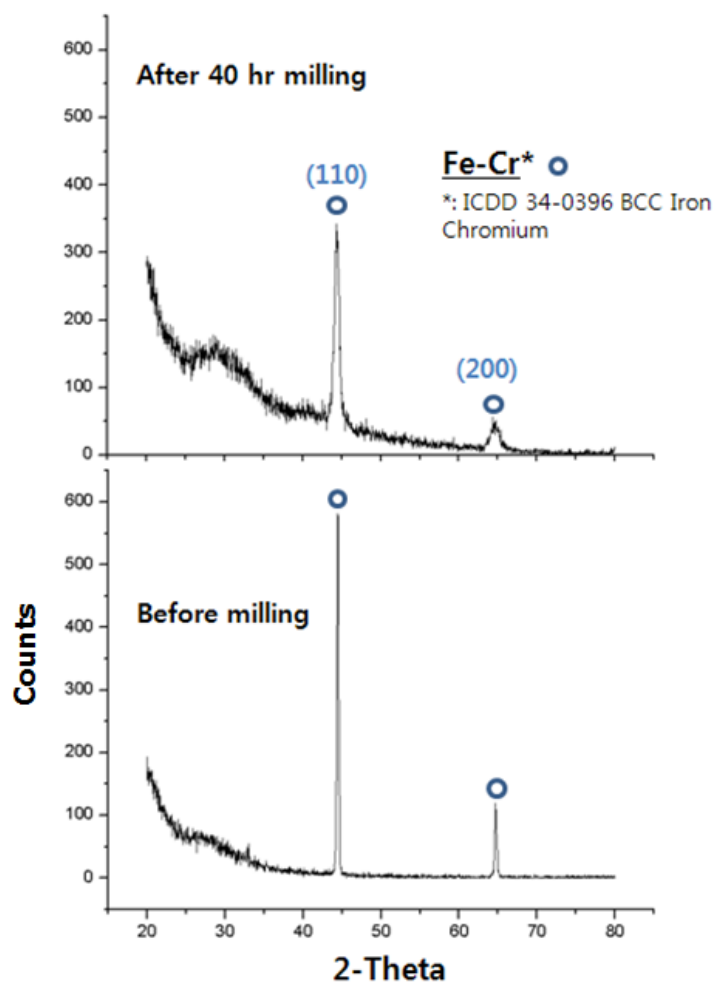 600
After 40 hr milling
500
400
Fe-Cr*
(110)
*: ICDD 34-0396 BCC Iron
Chromium
300
200
(200)
100
0
600
500
Before milling
400
300
200
100
0
Counts
20 30 40 50 60 70 80
2-Theta